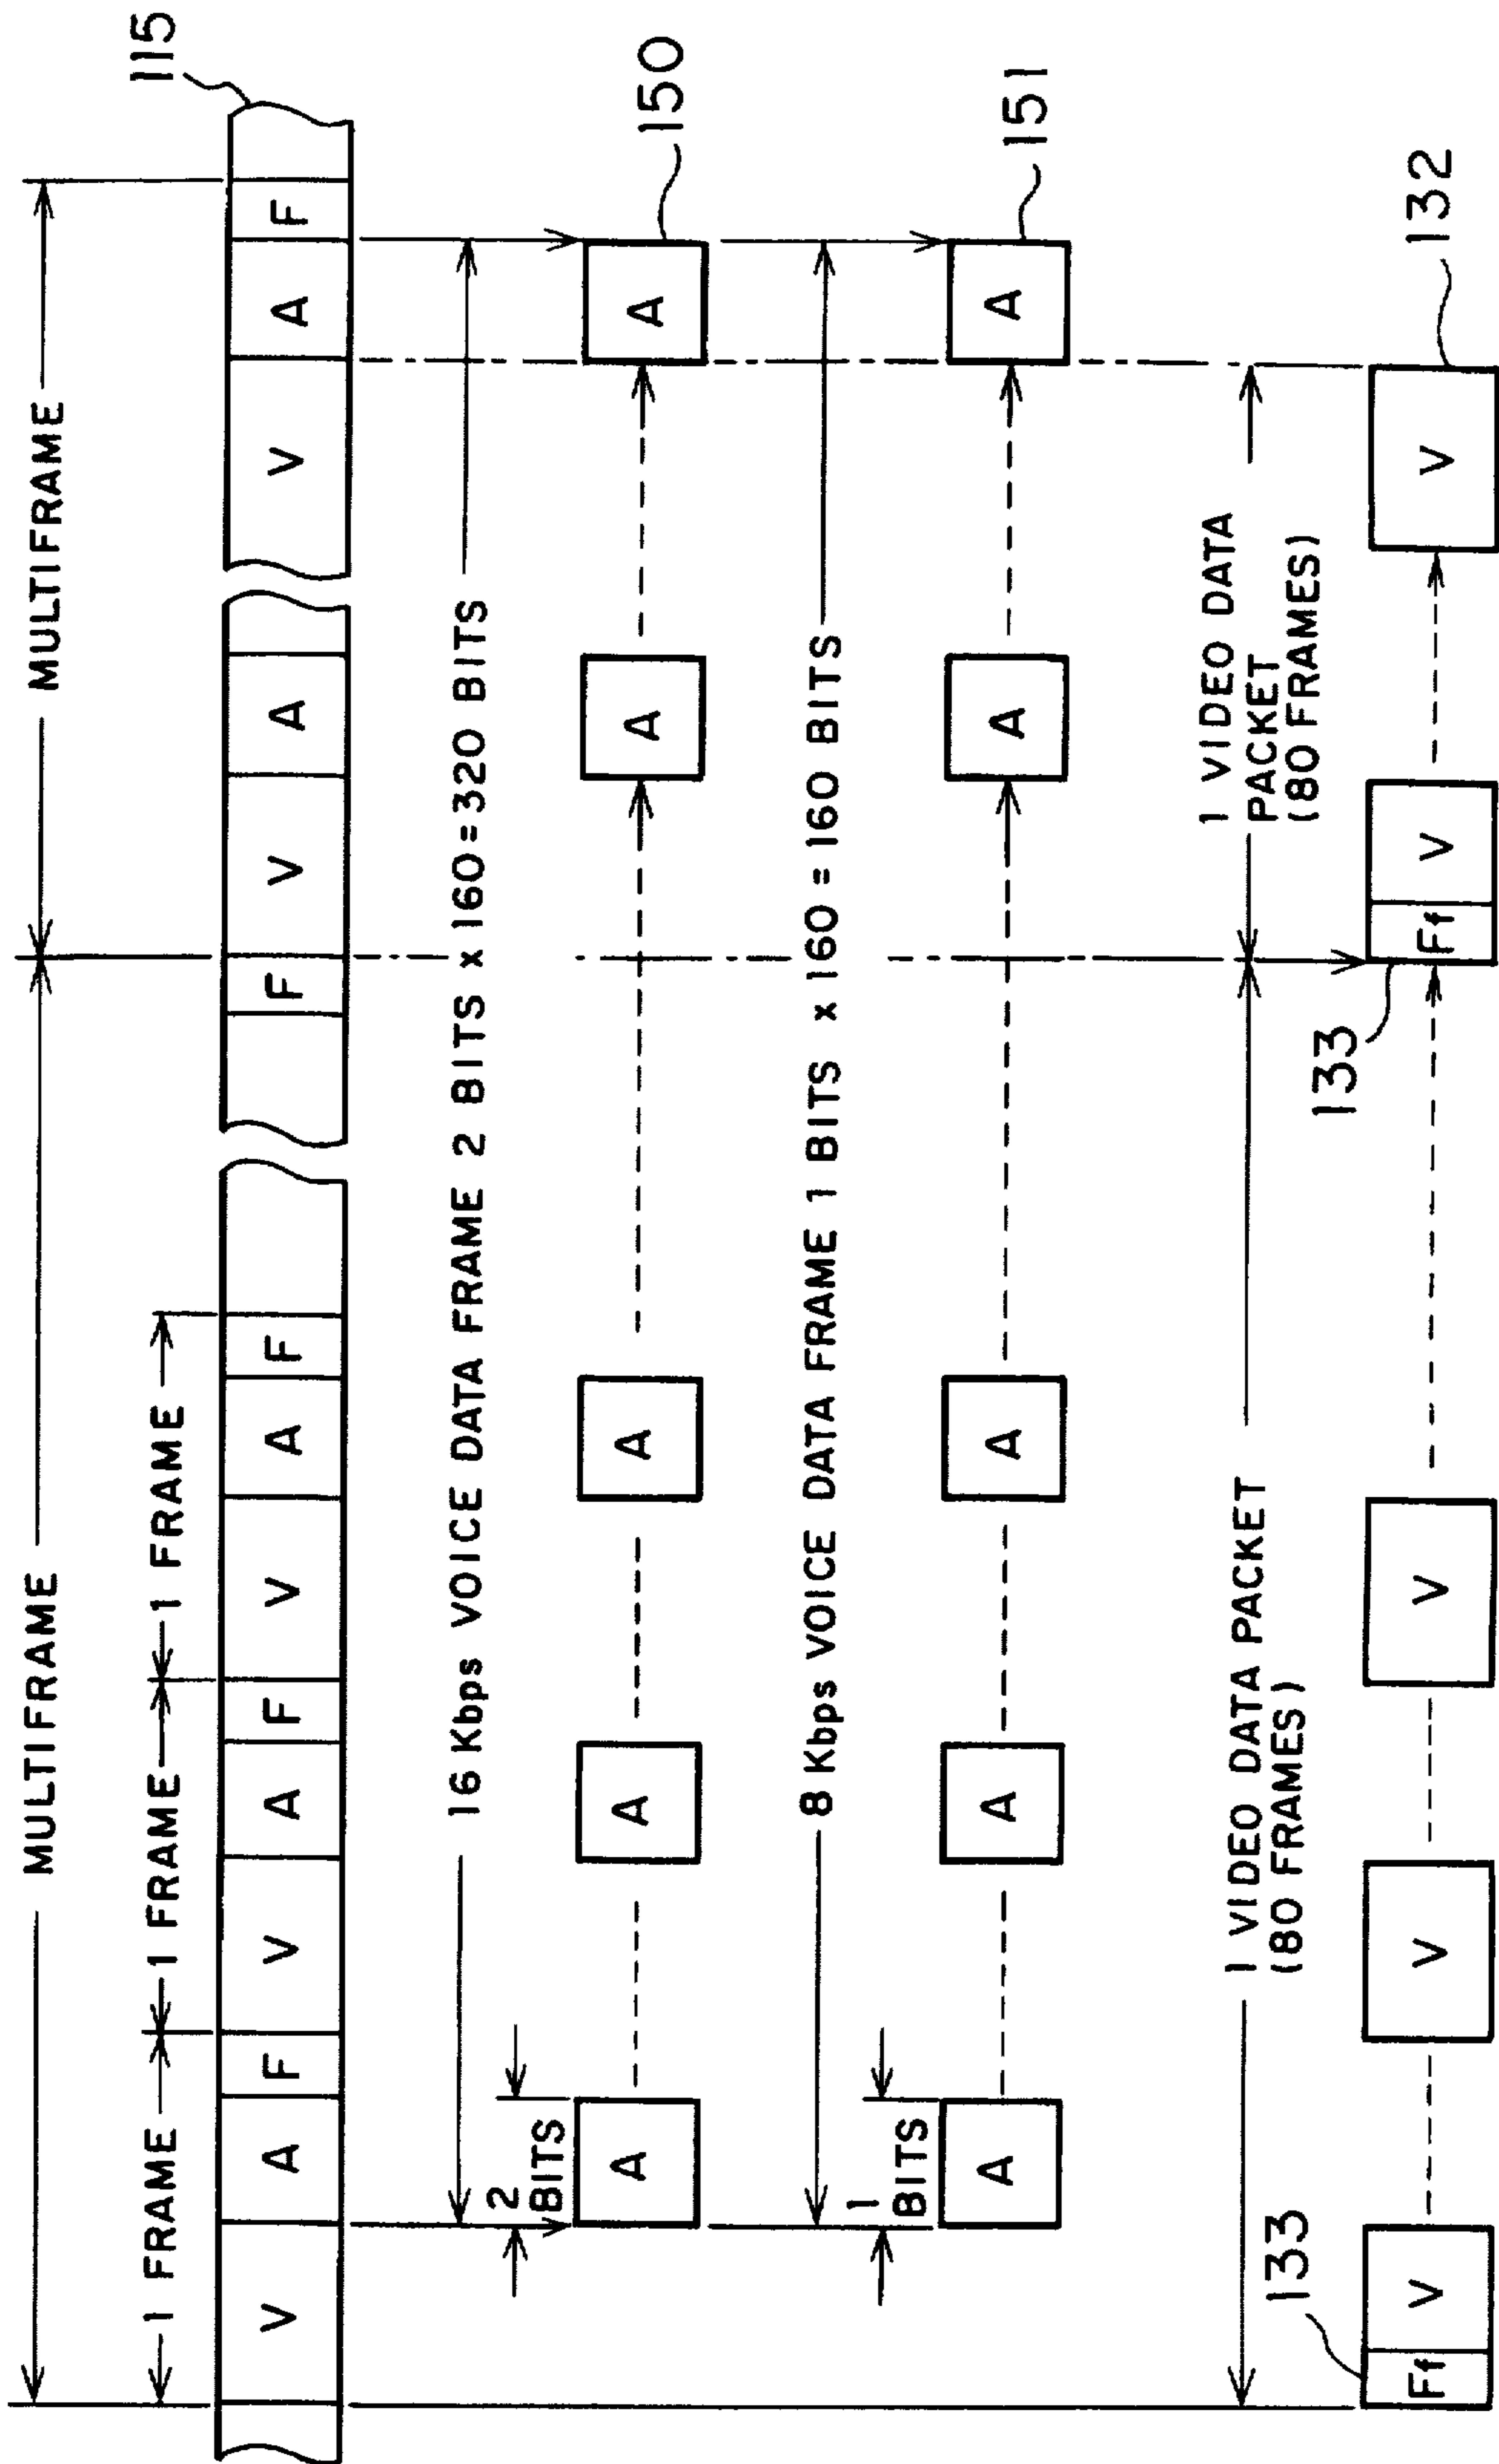 MULTIFRAME MULTIFRAME
1 FRAME 1 FRAME 1 FRAME
V A F V A F V A F F V A V A F 115
16 Kbps VOICE DATA FRAME 2 BITS x 160 = 320 BITS
2
BITS
A A A A A 150
8 Kbps VOICE DATA FRAME 1 BITS x 160 = 160 BITS
1
BITS
A A A A A 151
1 VIDEO DATA PACKET
(80 FRAMES)
1 VIDEO DATA
PACKET
(80 FRAMES)
133 133 132
Ff V V V Ff V V